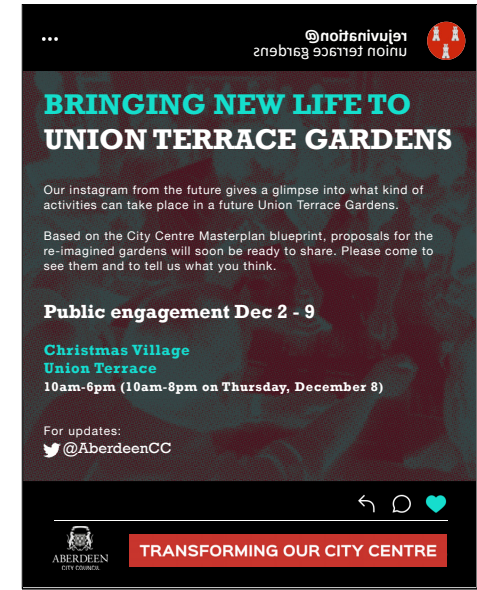 rejuvination@
union terrace gardens
BRINGING NEW LIFE TO
UNION TERRACE GARDENS
Our instagram from the future gives a glimpse into what kind of
activities can take place in a future Union Terrace Gardens.
Based on the City Centre Masterplan blueprint, proposals for the
re-imagined gardens will soon be ready to share. Please come to
see them and to tell us what you think.
Public engagement Dec 2 - 9
Christmas Village
Union Terrace
10am-6pm (10am-8pm on Thursday, December 8)
For updates:
@AberdeenCC
ABERDEEN
CITY COUNCIL
TRANSFORMING OUR CITY CENTRE